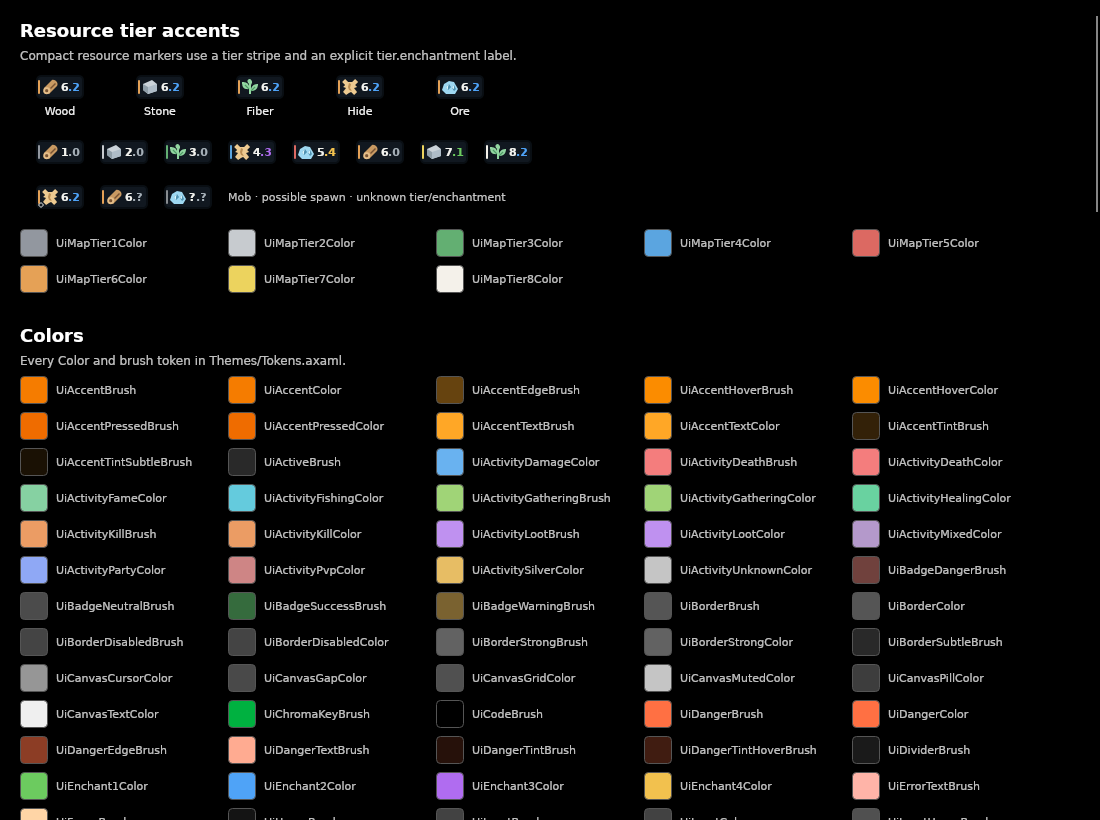 Resource tier accents
Compact resource markers use a tier stripe and an explicit tier.enchantment label.
6.2 6.2 6.2 6.2 6.2
Wood Stone Fiber Hide Ore
1.0 2.0 3.0 4.3 5.4 6.0 7.1 8.2
6.2 6.? ?.? Mob · possible spawn · unknown tier/enchantment
UiMapTier1Color UiMapTier2Color UiMapTier3Color UiMapTier4Color UiMapTier5Color
UiMapTier6Color UiMapTier7Color UiMapTier8Color
Colors
Every Color and brush token in Themes/Tokens.axaml.
UiAccentBrush UiAccentColor UiAccentEdgeBrush UiAccentHoverBrush UiAccentHoverColor
UiAccentPressedBrush UiAccentPressedColor UiAccentTextBrush UiAccentTextColor UiAccentTintBrush
UiAccentTintSubtleBrush UiActiveBrush UiActivityDamageColor UiActivityDeathBrush UiActivityDeathColor
UiActivityFameColor UiActivityFishingColor UiActivityGatheringBrush UiActivityGatheringColor UiActivityHealingColor
UiActivityKillBrush UiActivityKillColor UiActivityLootBrush UiActivityLootColor UiActivityMixedColor
UiActivityPartyColor UiActivityPvpColor UiActivitySilverColor UiActivityUnknownColor UiBadgeDangerBrush
UiBadgeNeutralBrush UiBadgeSuccessBrush UiBadgeWarningBrush UiBorderBrush UiBorderColor
UiBorderDisabledBrush UiBorderDisabledColor UiBorderStrongBrush UiBorderStrongColor UiBorderSubtleBrush
UiCanvasCursorColor UiCanvasGapColor UiCanvasGridColor UiCanvasMutedColor UiCanvasPillColor
UiCanvasTextColor UiChromaKeyBrush UiCodeBrush UiDangerBrush UiDangerColor
UiDangerEdgeBrush UiDangerTextBrush UiDangerTintBrush UiDangerTintHoverBrush UiDividerBrush
UiEnchant1Color UiEnchant2Color UiEnchant3Color UiEnchant4Color UiErrorTextBrush